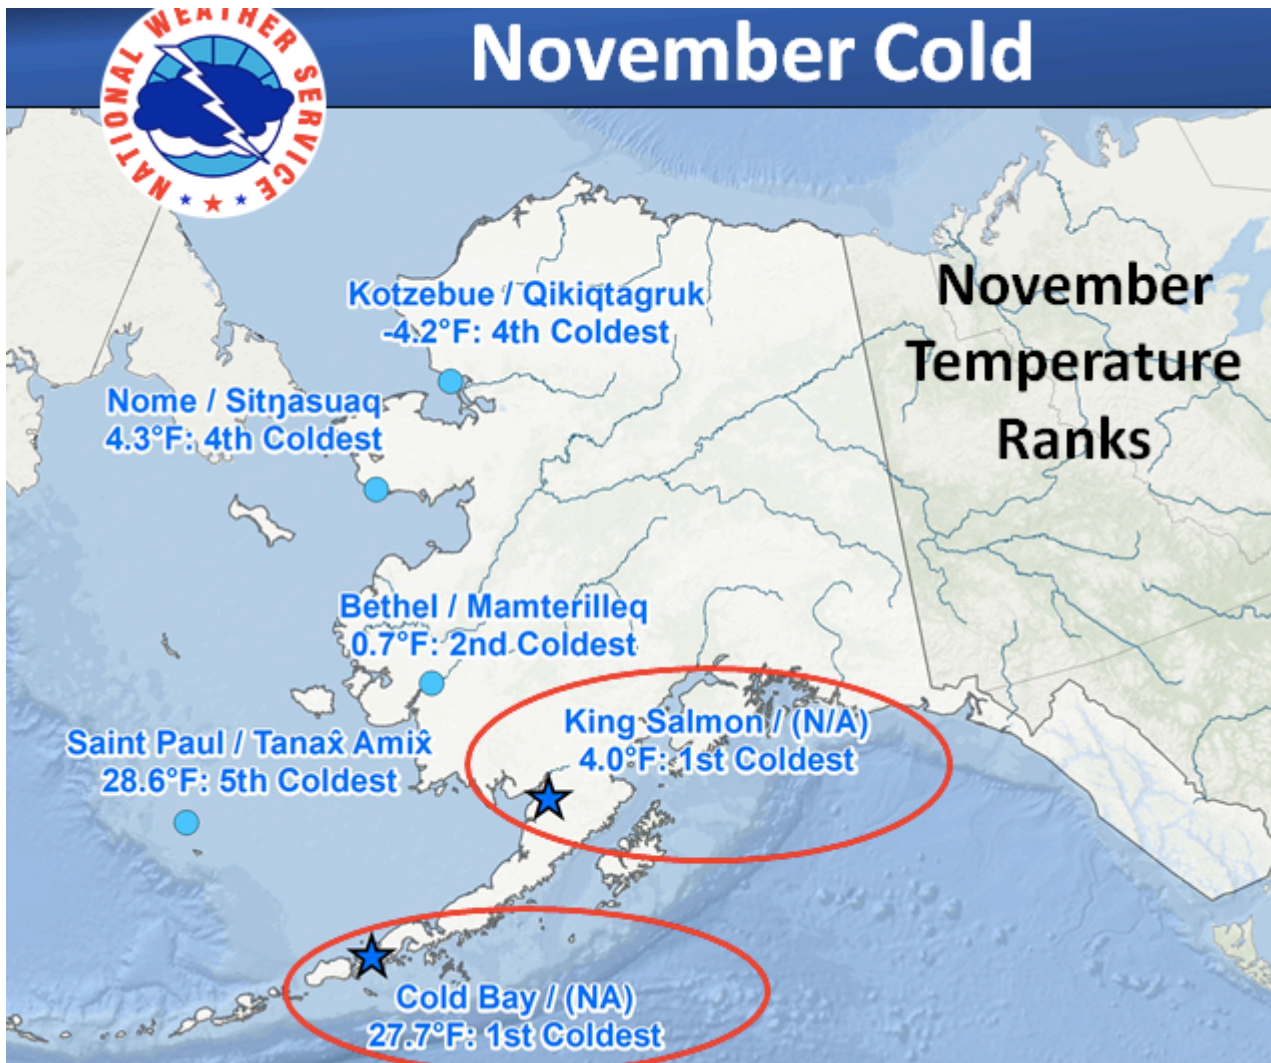 NATIONAL WEATHER SERVICE
November Cold
November
Temperature
Ranks
Kotzebue / Qikiqtagruk
-4.2°F: 4th Coldest
Nome / Sitŋasuaq
4.3°F: 4th Coldest
Bethel / Mamterilleq
0.7°F: 2nd Coldest
King Salmon / (N/A)
4.0°F: 1st Coldest
Saint Paul / Tanax̂ Amix̂
28.6°F: 5th Coldest
Cold Bay / (NA)
27.7°F: 1st Coldest